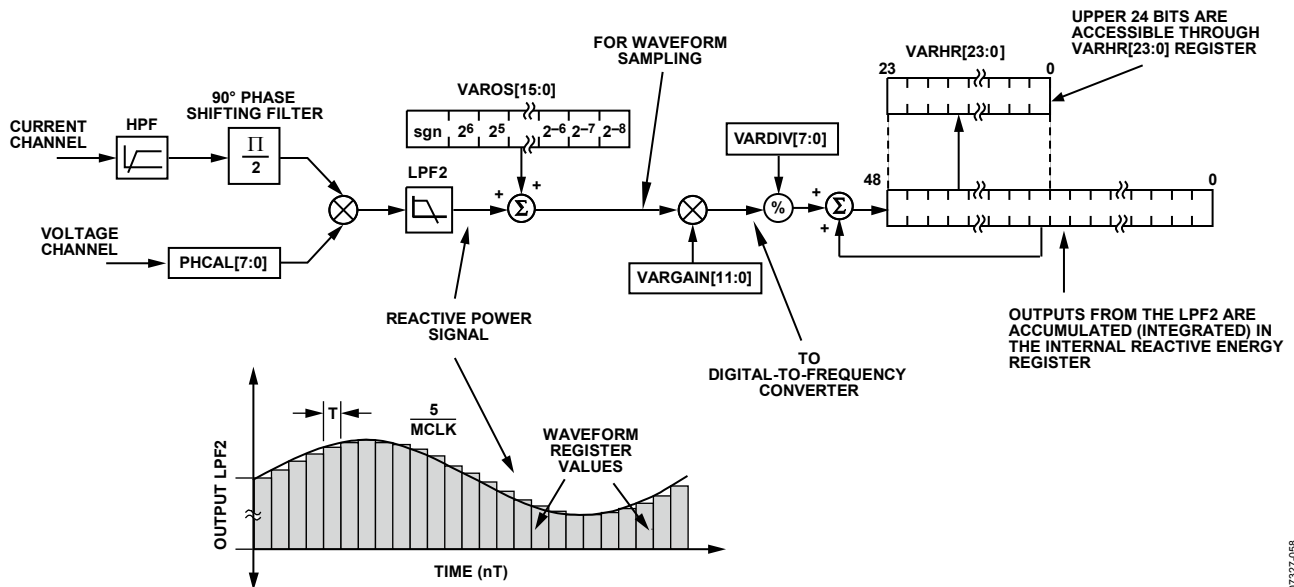 UPPER 24 BITS ARE
ACCESSIBLE THROUGH
VARHR[23:0] REGISTER
FOR WAVEFORM
SAMPLING
VARHR[23:0]
23
0
90° PHASE
SHIFTING FILTER
VAROS[15:0]
CURRENT
CHANNEL
HPF
Π
2
sgn 2^6 2^5 2^–6 2^–7 2^–8
VARDIV[7:0]
LPF2
+
+
Σ
%
+
+
Σ
48
0
VOLTAGE
CHANNEL
PHCAL[7:0]
VARGAIN[11:0]
REACTIVE POWER
SIGNAL
TO
DIGITAL-TO-FREQUENCY
CONVERTER
OUTPUTS FROM THE LPF2 ARE
ACCUMULATED (INTEGRATED) IN
THE INTERNAL REACTIVE ENERGY
REGISTER
OUTPUT LPF2
T
5
MCLK
WAVEFORM
REGISTER
VALUES
TIME (nT)
07327-058